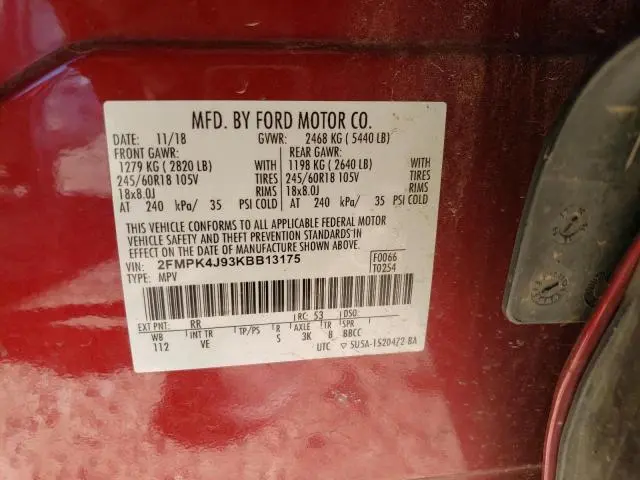 MFD. BY FORD MOTOR CO.
DATE: 11/18 GVWR: 2468 KG ( 5440 LB)
FRONT GAWR: REAR GAWR:
1279 KG ( 2820 LB) WITH 1198 KG ( 2640 LB) WITH
245/60R18 105V TIRES 245/60R18 105V TIRES
18x8.0J RIMS 18x8.0J RIMS
AT 240 kPa/ 35 PSI COLD AT 240 kPa/ 35 PSI COLD
THIS VEHICLE CONFORMS TO ALL APPLICABLE FEDERAL MOTOR
VEHICLE SAFETY AND THEFT PREVENTION STANDARDS IN
EFFECT ON THE DATE OF MANUFACTURE SHOWN ABOVE.
VIN: 2FMPK4J93KBB13175 F0066
TYPE: MPV T0254
EXT PNT: RR RC: 53 DSO:
WB INT TR TP/PS R AXLE TR SPR
112 VE S 3K 8 BBCC
UTC ▽ 5U5A-1520472-BA